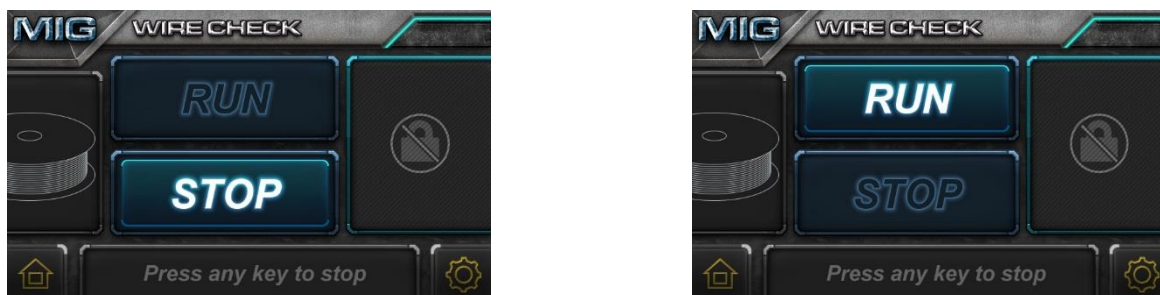 MIG WIRE CHECK
RUN
STOP
Press any key to stop
MIG WIRE CHECK
RUN
STOP
Press any key to stop